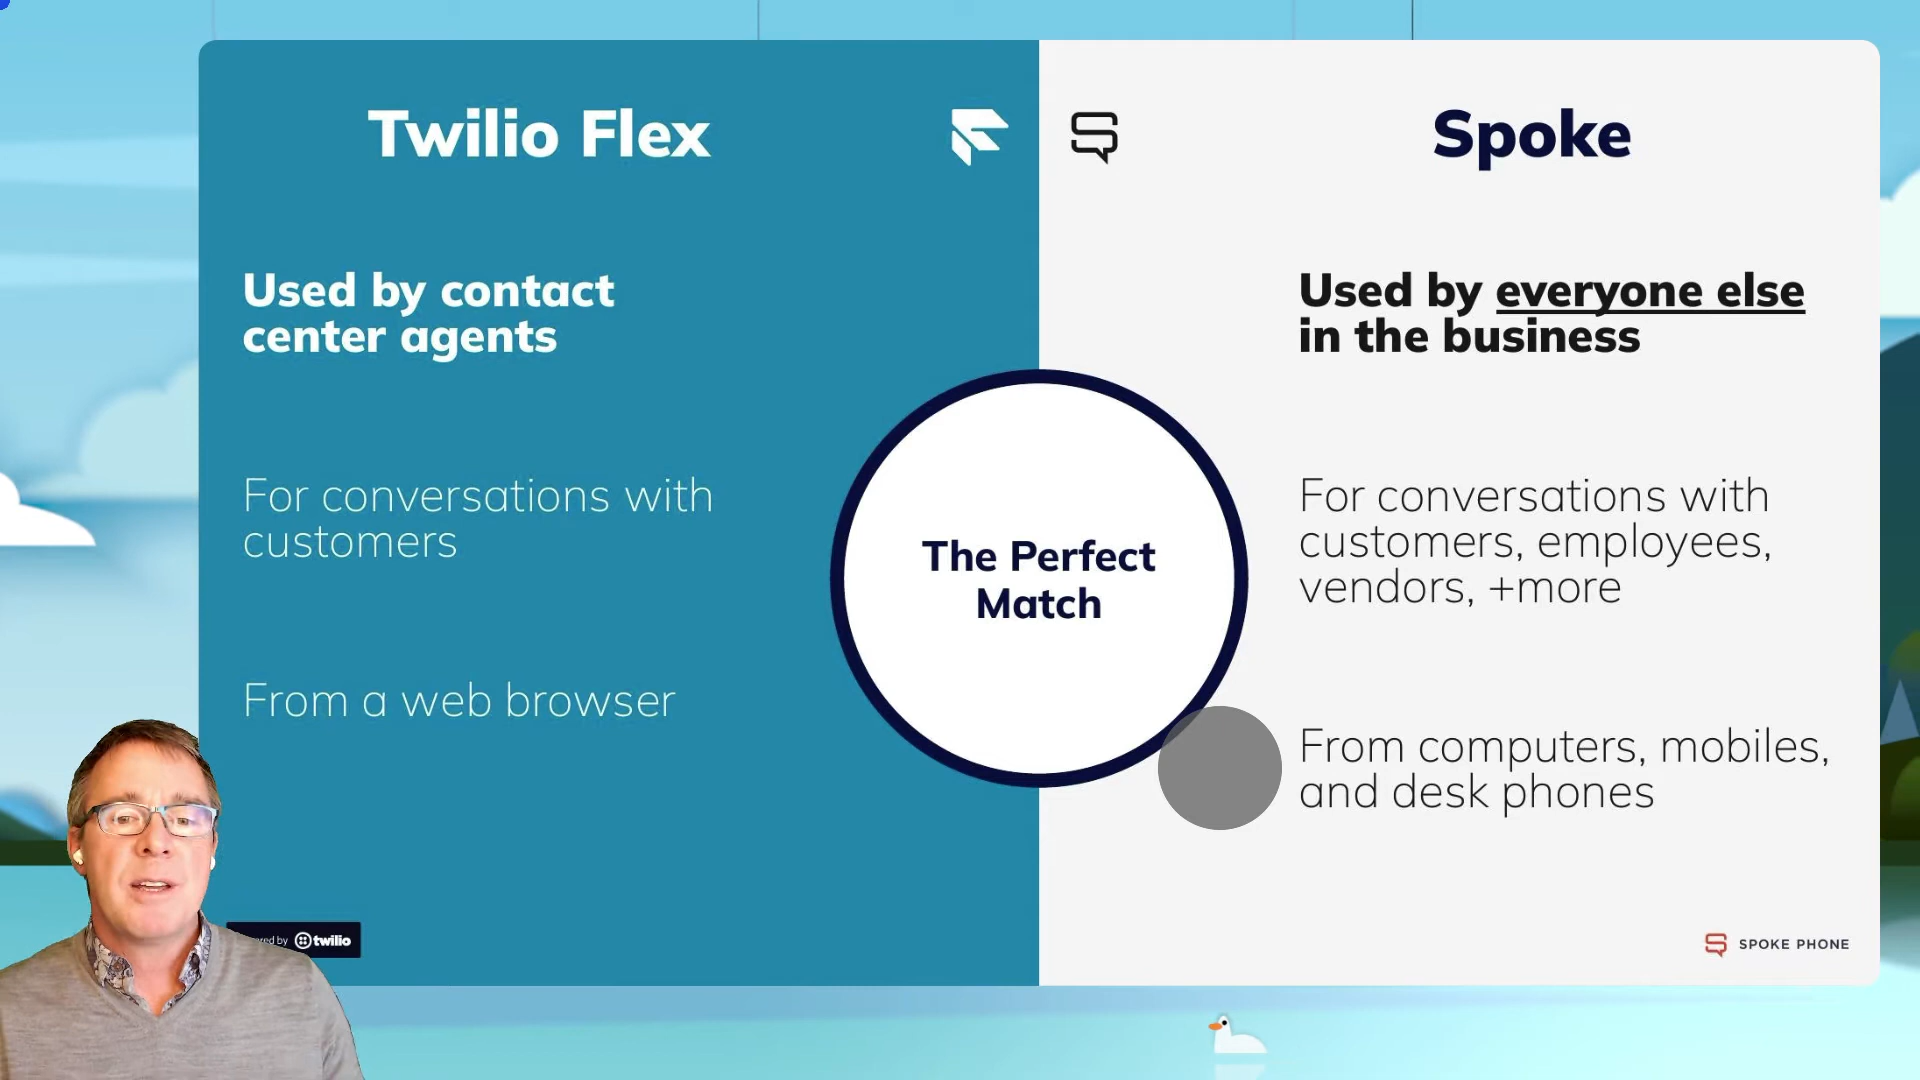 Twilio Flex
Used by contact
center agents
For conversations with
customers
From a web browser
The Perfect
Match
Spoke
Used by everyone else
in the business
For conversations with
customers, employees,
vendors, +more
From computers, mobiles,
and desk phones
by twilio
SPOKE PHONE